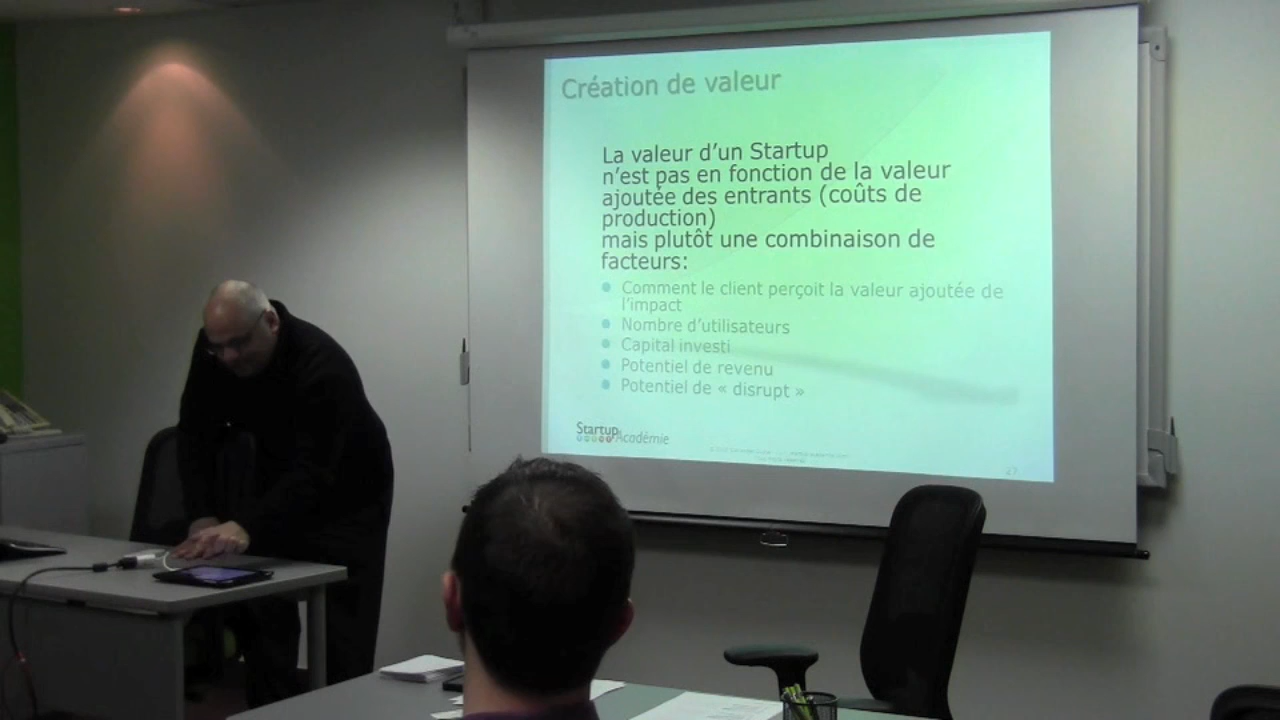 Création de valeur
La valeur d'un Startup
n'est pas en fonction de la valeur
ajoutée des entrants (coûts de
production)
mais plutôt une combinaison de
facteurs:
Comment le client perçoit la valeur ajoutée de
l'impact
Nombre d'utilisateurs
Capital investi
Potentiel de revenu
Potentiel de « disrupt »
Startup
Académie